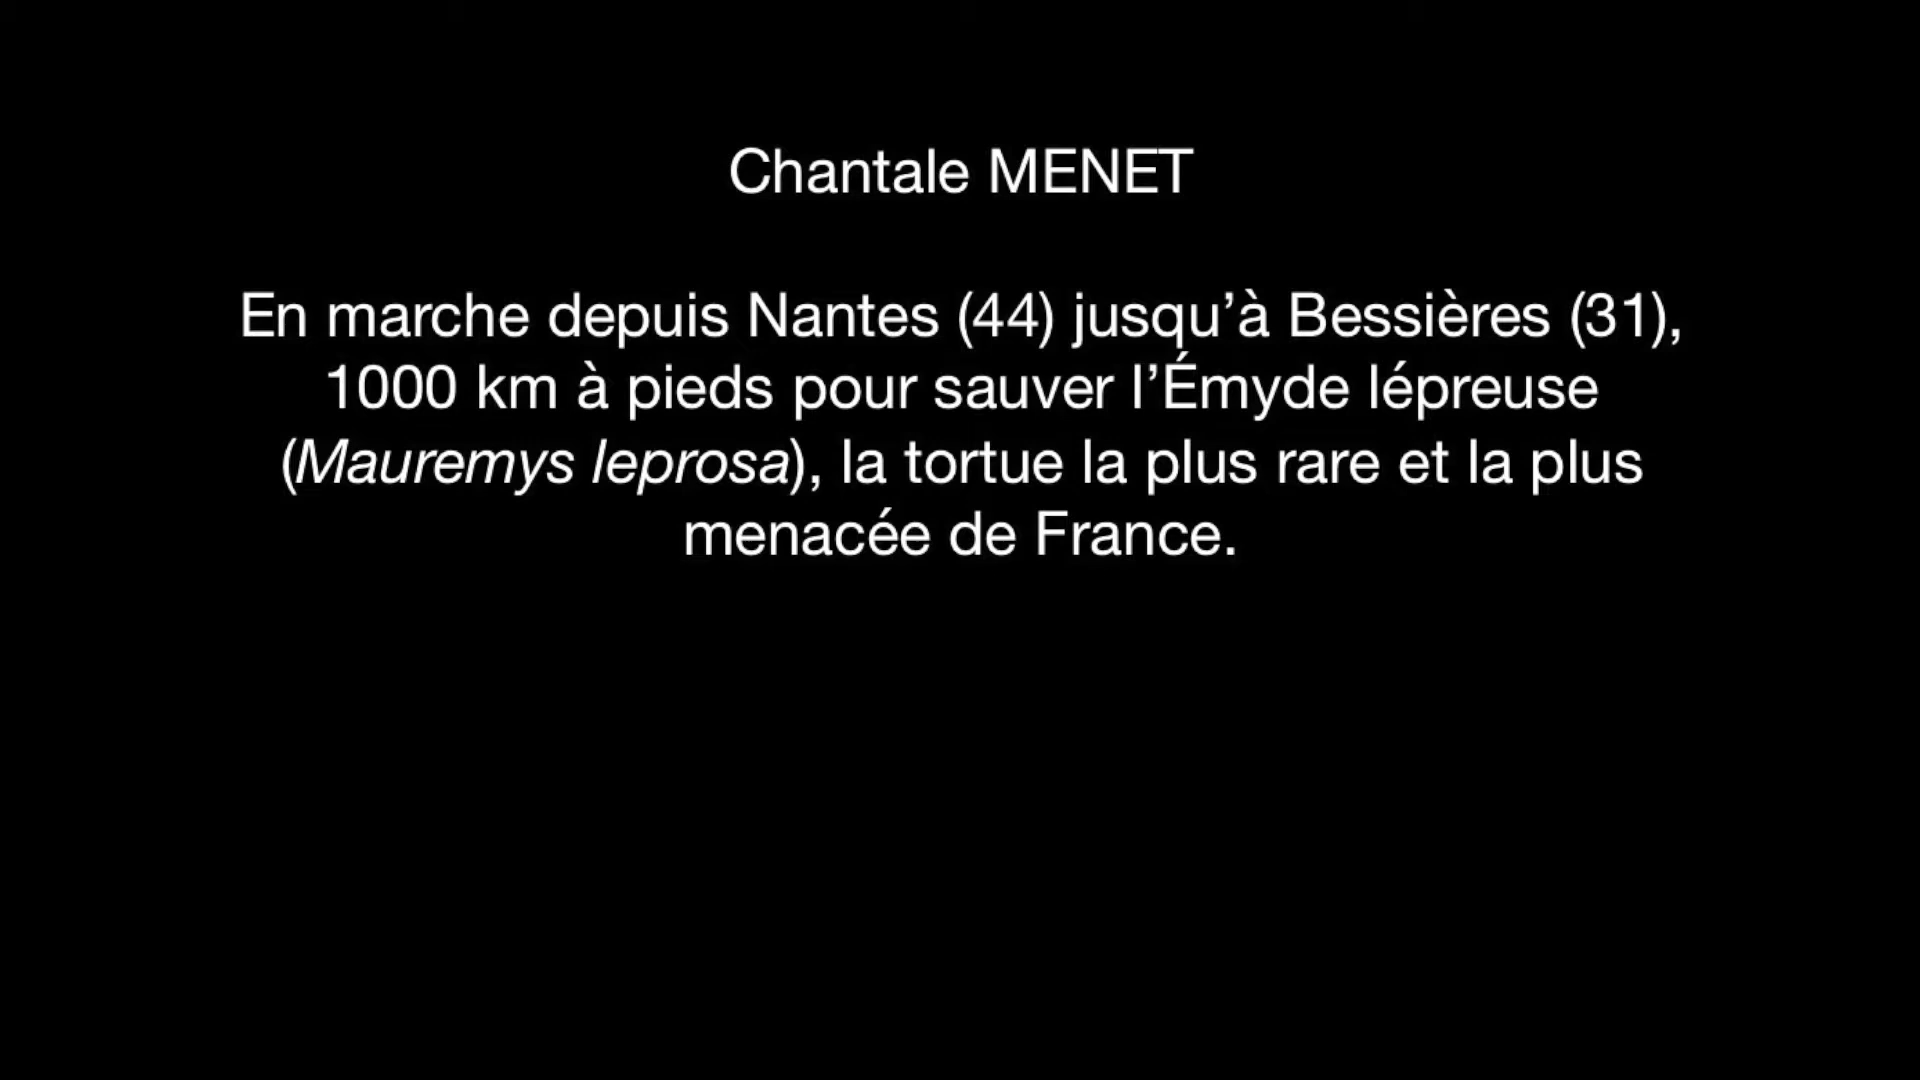 Chantale MENET
En marche depuis Nantes (44) jusqu’à Bessières (31),
1000 km à pieds pour sauver l’Émyde lépreuse
(Mauremys leprosa), la tortue la plus rare et la plus
menacée de France.